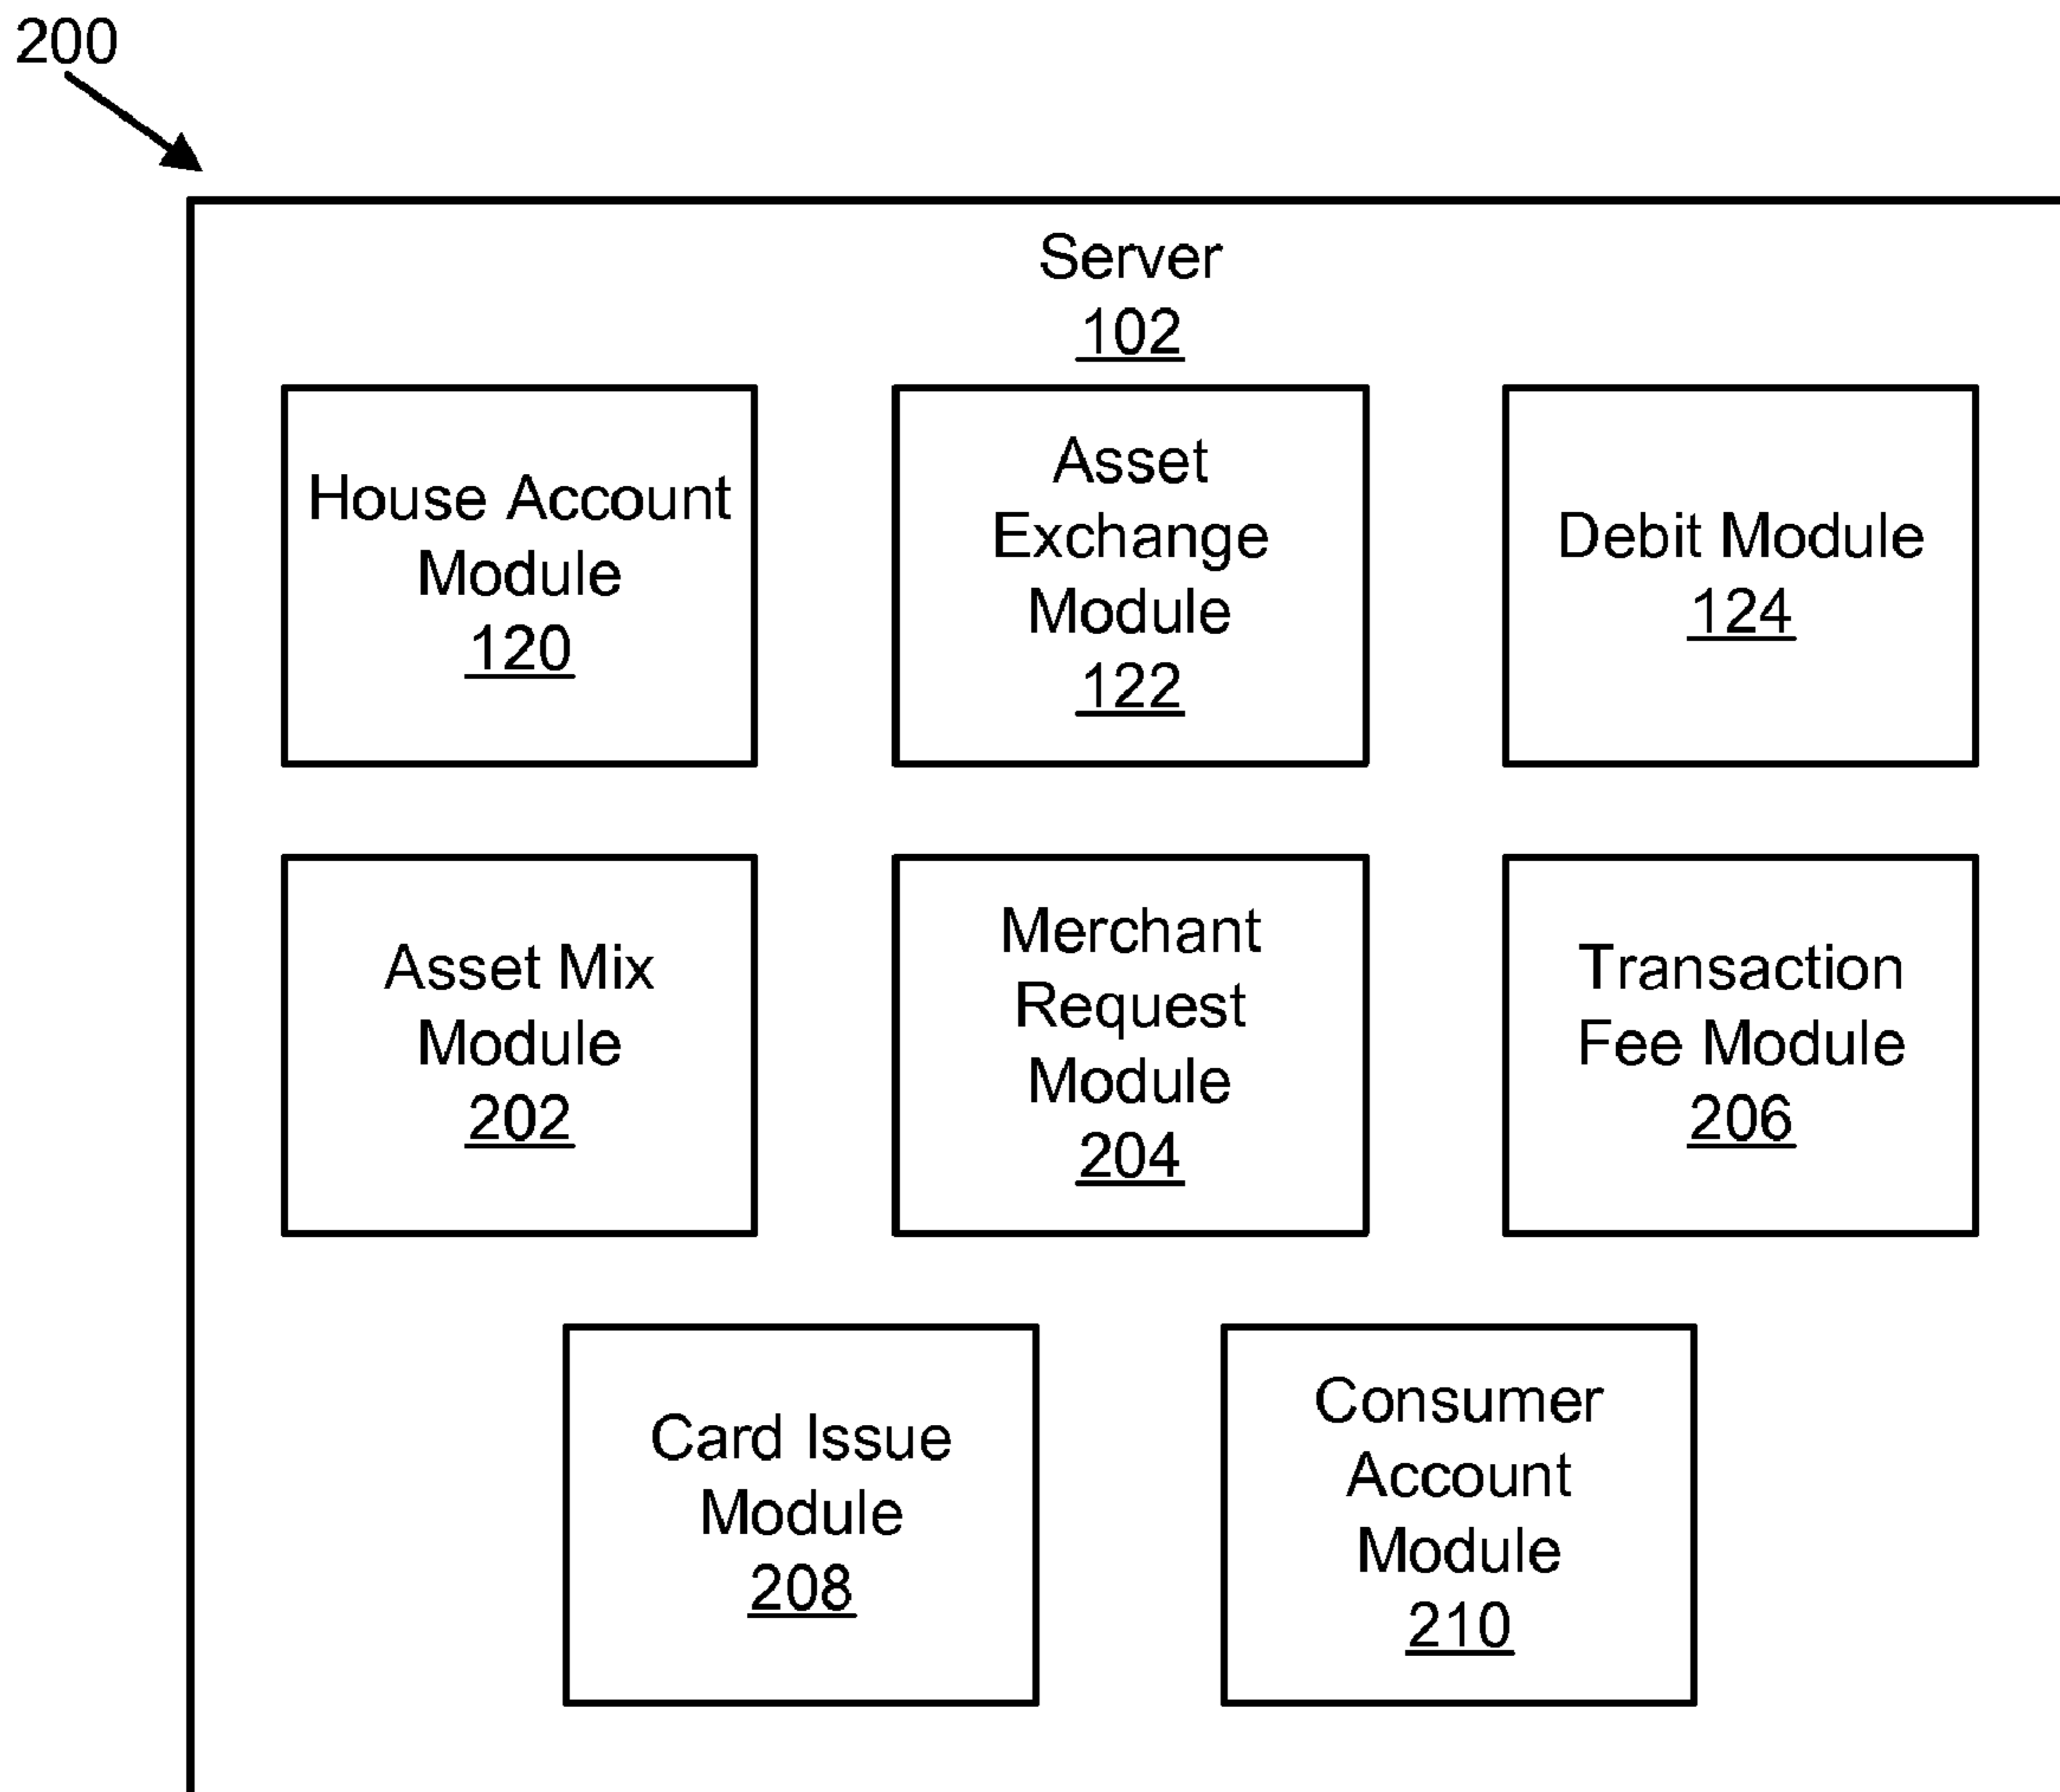 200
Server
102
House Account
Module
120
Asset
Exchange
Module
122
Debit Module
124
Asset Mix
Module
202
Merchant
Request
Module
204
Transaction
Fee Module
206
Card Issue
Module
208
Consumer
Account
Module
210